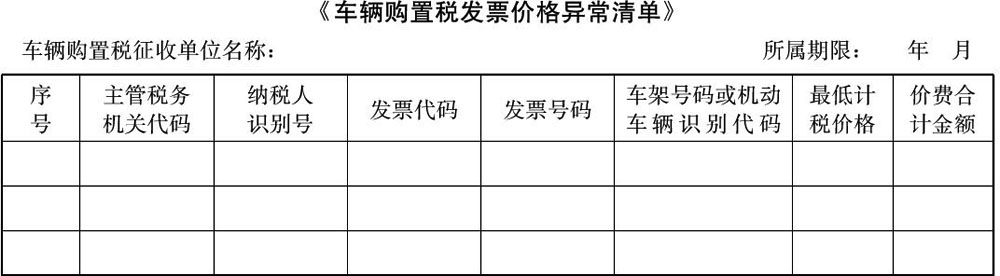 《车辆购置税发票价格异常清单》
车辆购置税征收单位名称： 所属期限： 年 月
序号 主管税务机关代码 纳税人识别号 发票代码 发票号码 车架号码或机动车辆识别代码 最低计税价格 价费合计金额